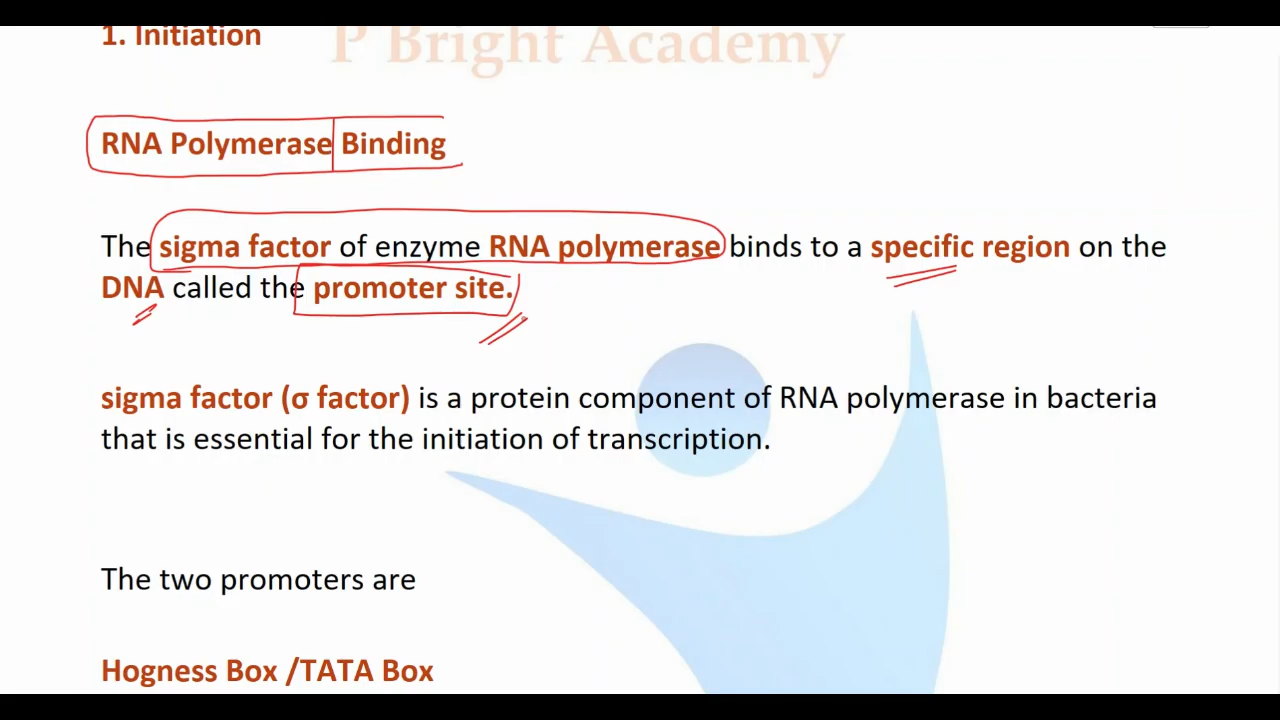 P Bright Academy
1. Initiation
RNA Polymerase Binding
The sigma factor of enzyme RNA polymerase binds to a specific region on the
DNA called the promoter site.
sigma factor (σ factor) is a protein component of RNA polymerase in bacteria
that is essential for the initiation of transcription.
The two promoters are
Hogness Box /TATA Box